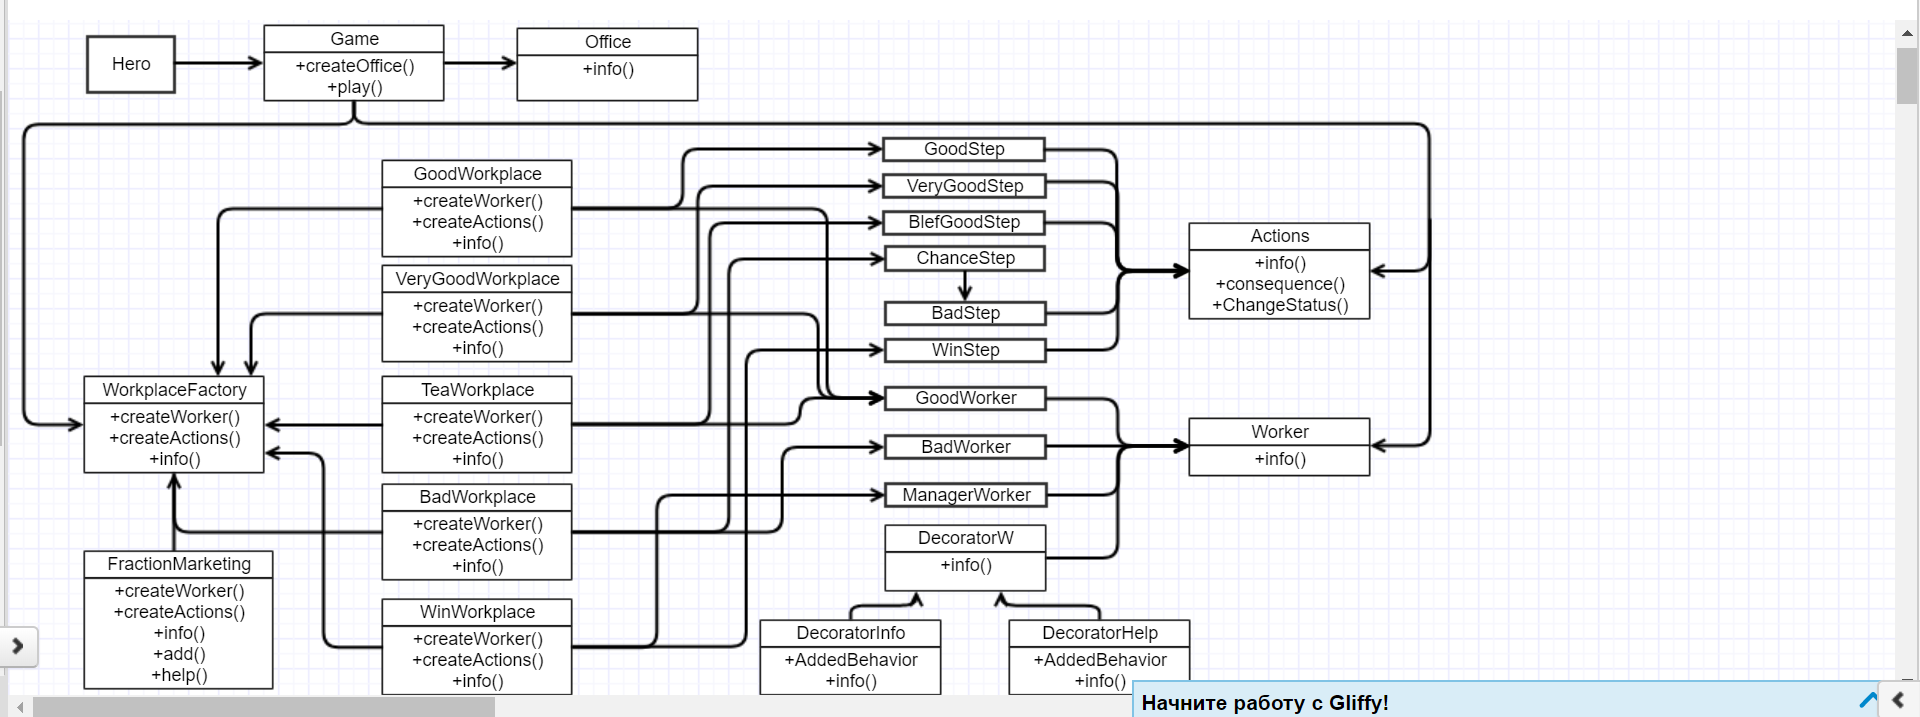 Hero
Game
+createOffice()
+play()
Office
+info()
GoodWorkplace
+createWorker()
+createActions()
+info()
VeryGoodWorkplace
+createWorker()
+createActions()
+info()
WorkplaceFactory
+createWorker()
+createActions()
+info()
TeaWorkplace
+createWorker()
+createActions()
+info()
BadWorkplace
+createWorker()
+createActions()
+info()
FractionMarketing
+createWorker()
+createActions()
+info()
+add()
+help()
WinWorkplace
+createWorker()
+createActions()
+info()
GoodStep
VeryGoodStep
BlefGoodStep
ChanceStep
BadStep
WinStep
GoodWorker
BadWorker
ManagerWorker
DecoratorW
+info()
DecoratorInfo
+AddedBehavior
+info()
DecoratorHelp
+AddedBehavior
+info()
Actions
+info()
+consequence()
+ChangeStatus()
Worker
+info()
Начните работу с Gliffy!